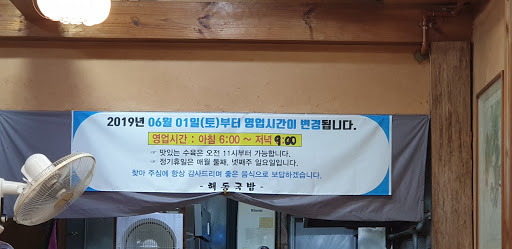 2019년 06월 01일(토)부터 영업시간이 변경됩니다.
영업시간 : 아침 6:00 ~ 저녁 9:00
☞ 맛있는 수육은 오전 11시부터 가능합니다.
☞ 정기휴일은 매월 둘째, 넷째주 일요일입니다.
찾아 주심에 항상 감사드리며 좋은 음식으로 보답하겠습니다.
- 해동국밥 -